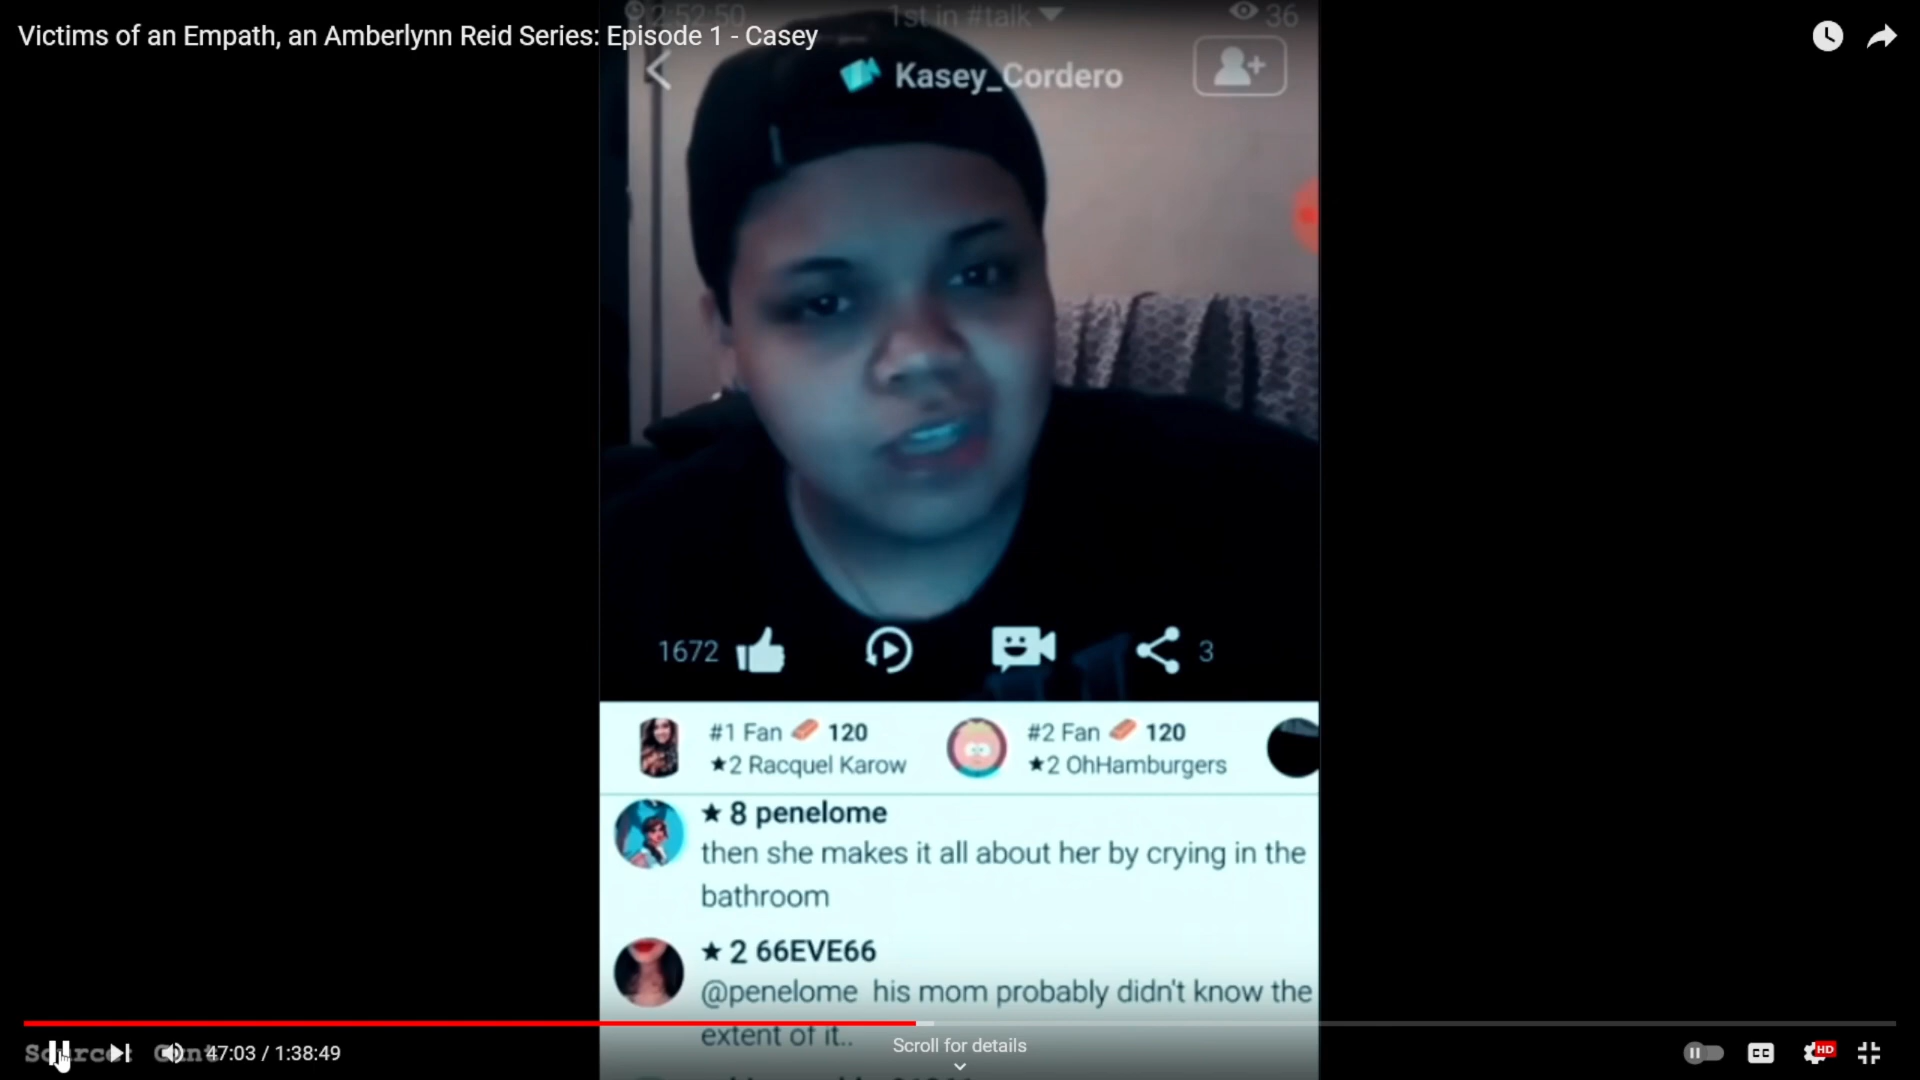 2:52:50 1st in #talk 36
Victims of an Empath, an Amberlynn Reid Series: Episode 1 - Casey
Kasey_Cordero
1672 3
#1 Fan 120 #2 Fan 120
★2 Racquel Karow ★2 OhHamburgers
★ 8 penelome
then she makes it all about her by crying in the
bathroom
★ 2 66EVE66
@penelome his mom probably didn't know the
extent of it..
Scroll for details
47:03 / 1:38:49 CC HD